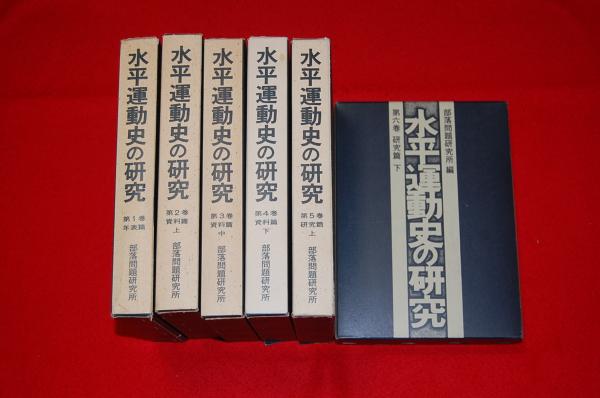 水平運動史の研究
第1巻
年表篇
部落問題研究所
水平運動史の研究
第2巻
資料篇
上
部落問題研究所
水平運動史の研究
第3巻
資料篇
中
部落問題研究所
水平運動史の研究
第4巻
資料篇
下
部落問題研究所
水平運動史の研究
第5巻
研究篇
上
部落問題研究所
部落問題研究所 編
水平運動史の研究
第六巻 研究篇 下